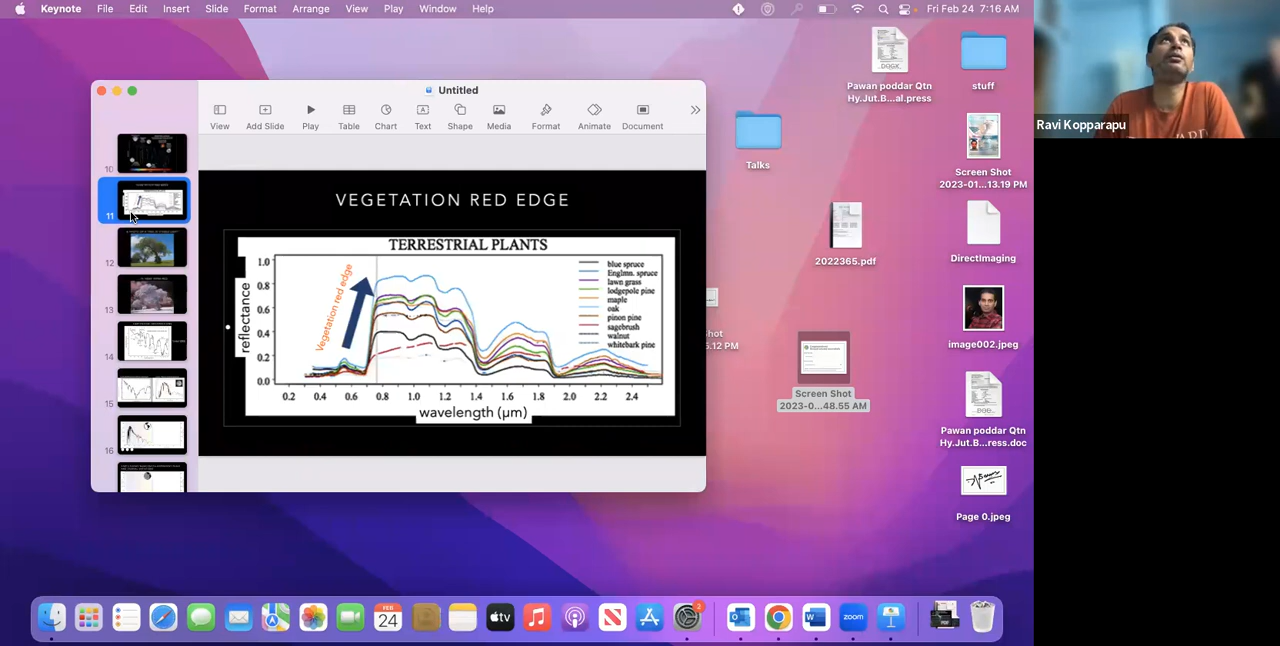 Keynote File Edit Insert Slide Format Arrange View Play Window Help
Fri Feb 24 7:16 AM
Untitled
View Add Slide Play Table Chart Text Shape Media Format Animate Document
10
11
12
13
14
15
16
VEGETATION RED EDGE
TERRESTRIAL PLANTS
reflectance
1.0
0.8
0.6
0.4
0.2
0.0
Vegetation red edge
blue spruce
Englmn. spruce
lawn grass
lodgepole pine
maple
oak
pinon pine
sagebrush
walnut
whitebark pine
0.2 0.4 0.6 0.8 1.0 1.2 1.4 1.6 1.8 2.0 2.2 2.4
wavelength (μm)
Pawan poddar Qtn
Hy.Jut.B...al.press
stuff
Talks
Screen Shot
2023-01...13.19 PM
2022365.pdf
DirectImaging
image002.jpeg
Screen Shot
2023-0...48.55 AM
Pawan poddar Qtn
Hy.Jut.B...ress.doc
Page 0.jpeg
Ravi Kopparapu
FEB
24
tv
zoom